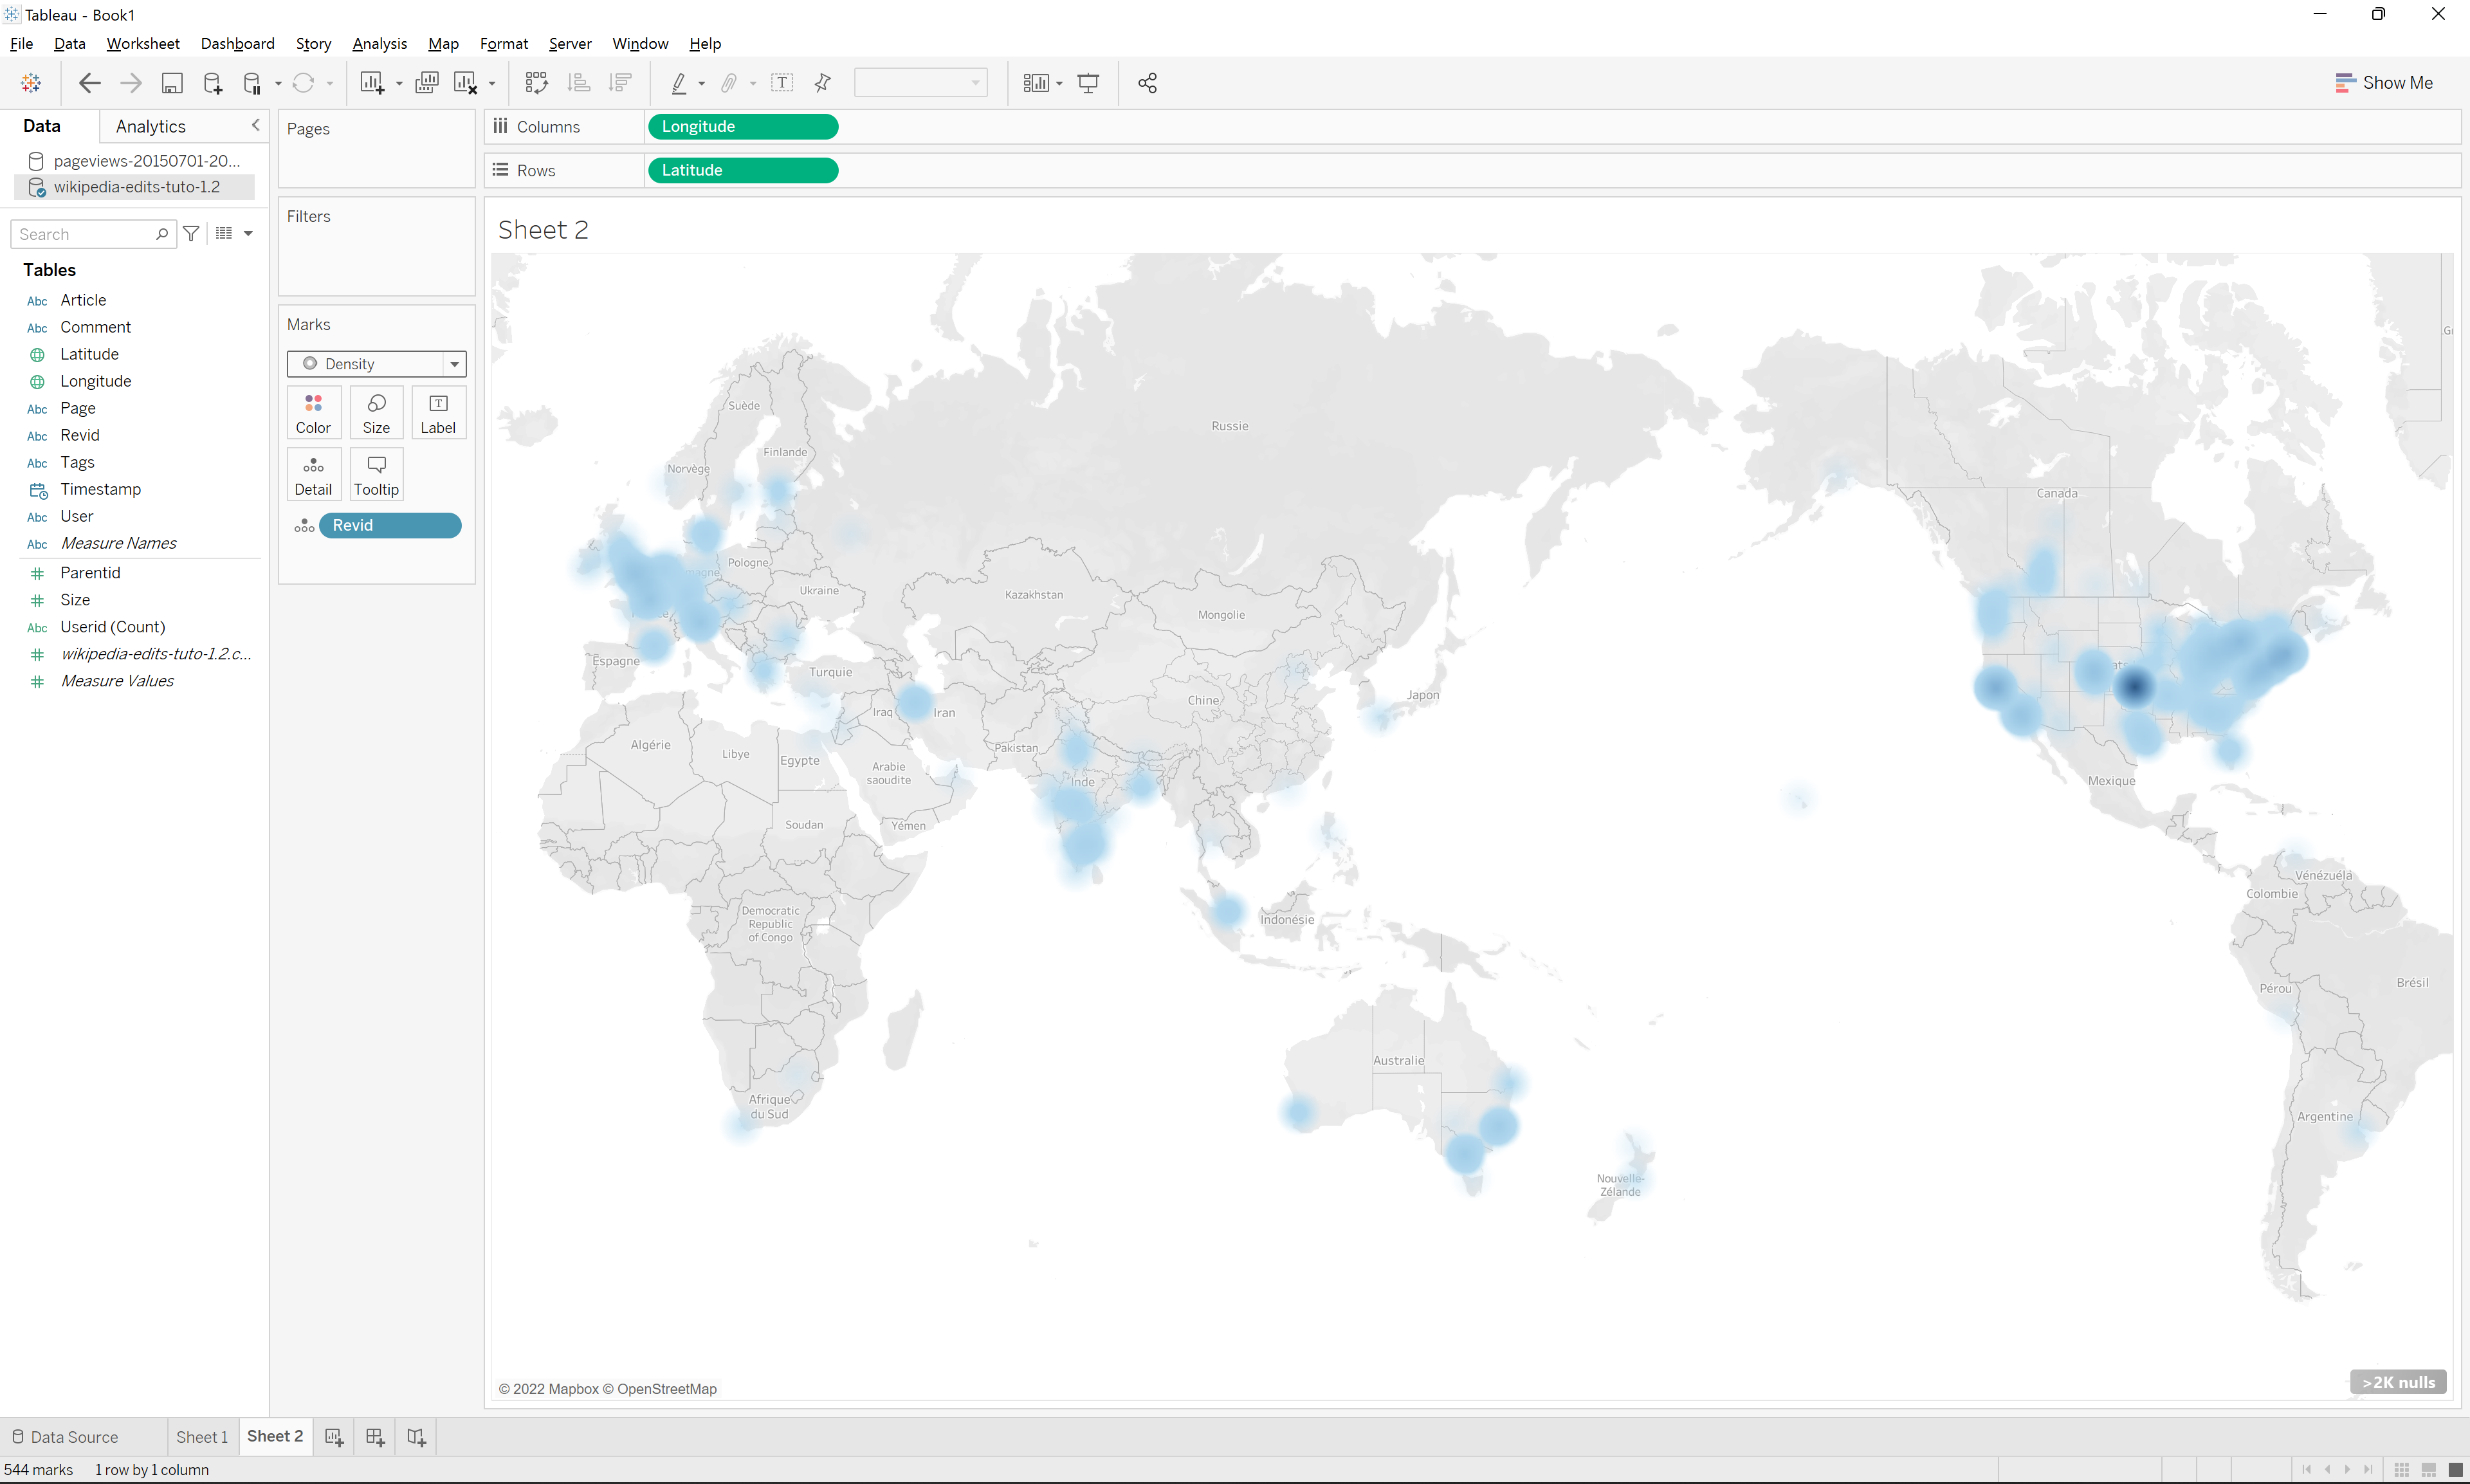 Tableau - Book1
File Data Worksheet Dashboard Story Analysis Map Format Server Window Help
Show Me
Data Analytics
pageviews-20150701-20...
wikipedia-edits-tuto-1.2
Search
Tables
Abc Article
Abc Comment
Latitude
Longitude
Abc Page
Abc Revid
Abc Tags
Timestamp
Abc User
Abc Measure Names
Parentid
Size
Abc Userid (Count)
wikipedia-edits-tuto-1.2.c...
Measure Values
Pages
Filters
Marks
Density
Color Size Label
Detail Tooltip
Revid
Columns Longitude
Rows Latitude
Sheet 2
Suède
Russie
Finlande
Norvège
Canada
Pologne
Ukraine
Kazakhstan
Mongolie
Espagne
Turquie
Japon
Chine
Iraq
Iran
Algérie
Libye
Egypte
Pakistan
Arabie
saoudite
Inde
Mexique
Soudan
Yémen
Vénézuéla
Colombie
Democratic
Republic
of Congo
Indonésie
Brésil
Pérou
Australie
Afrique
du Sud
Argentine
Nouvelle-
Zélande
© 2022 Mapbox © OpenStreetMap
>2K nulls
Data Source Sheet 1 Sheet 2
544 marks 1 row by 1 column